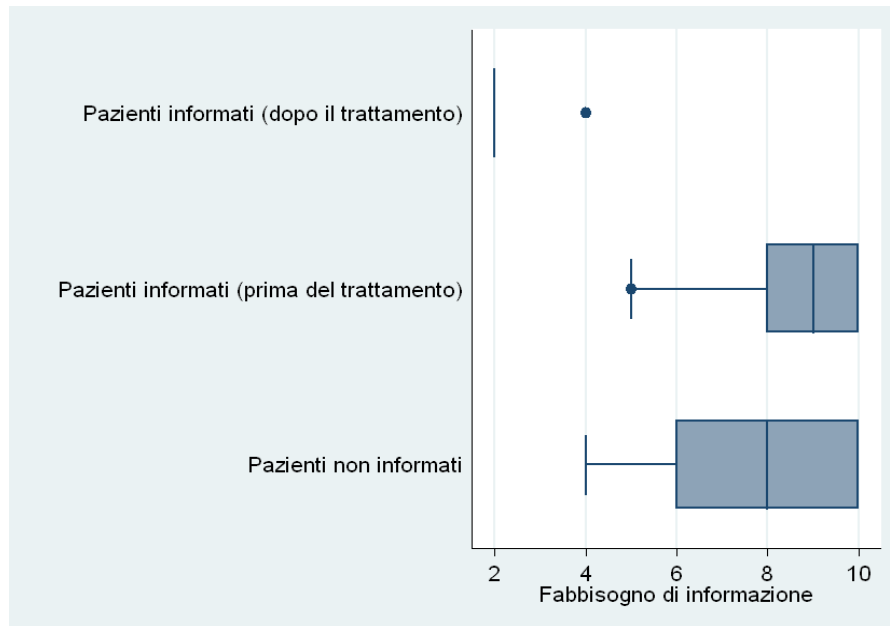 Pazienti informati (dopo il trattamento)
Pazienti informati (prima del trattamento)
Pazienti non informati
2 4 6 8 10
Fabbisogno di informazione